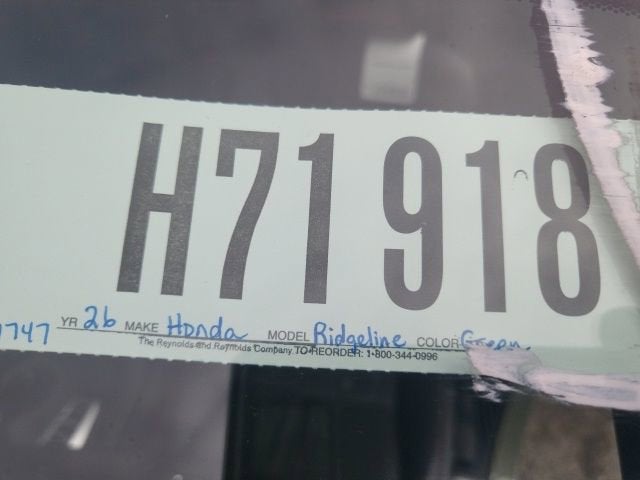 H71918
7747 YR 26 MAKE Honda MODEL Ridgeline COLOR Green
The Reynolds and Reynolds Company TO REORDER: 1-800-344-0996